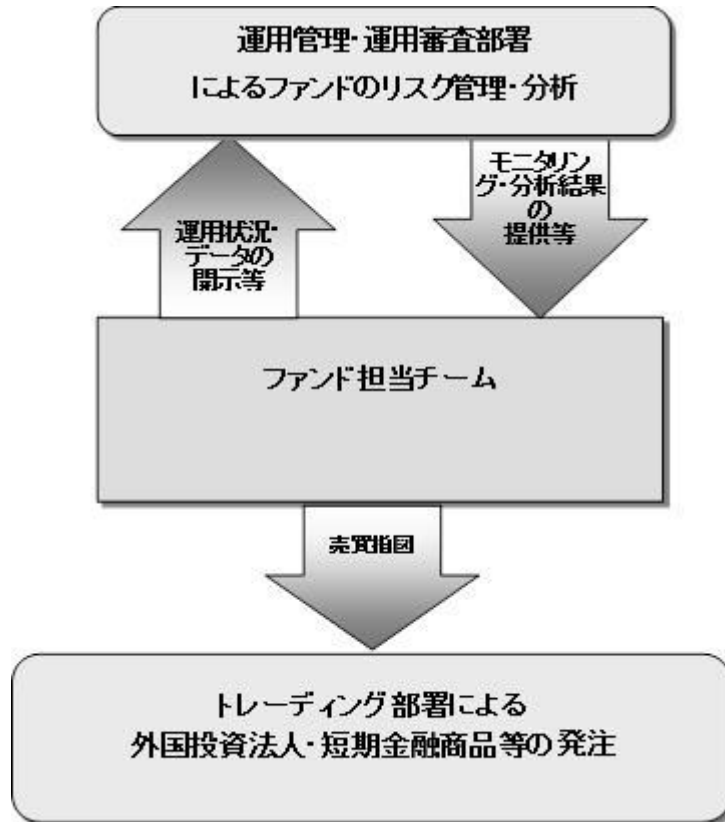 運用管理・運用審査部署
によるファンドのリスク管理・分析
運用状況・
データの
開示等
モニタリン
グ・分析結果
の
提供等
ファンド担当チーム
売買指図
トレーディング部署による
外国投資法人・短期金融商品等の発注